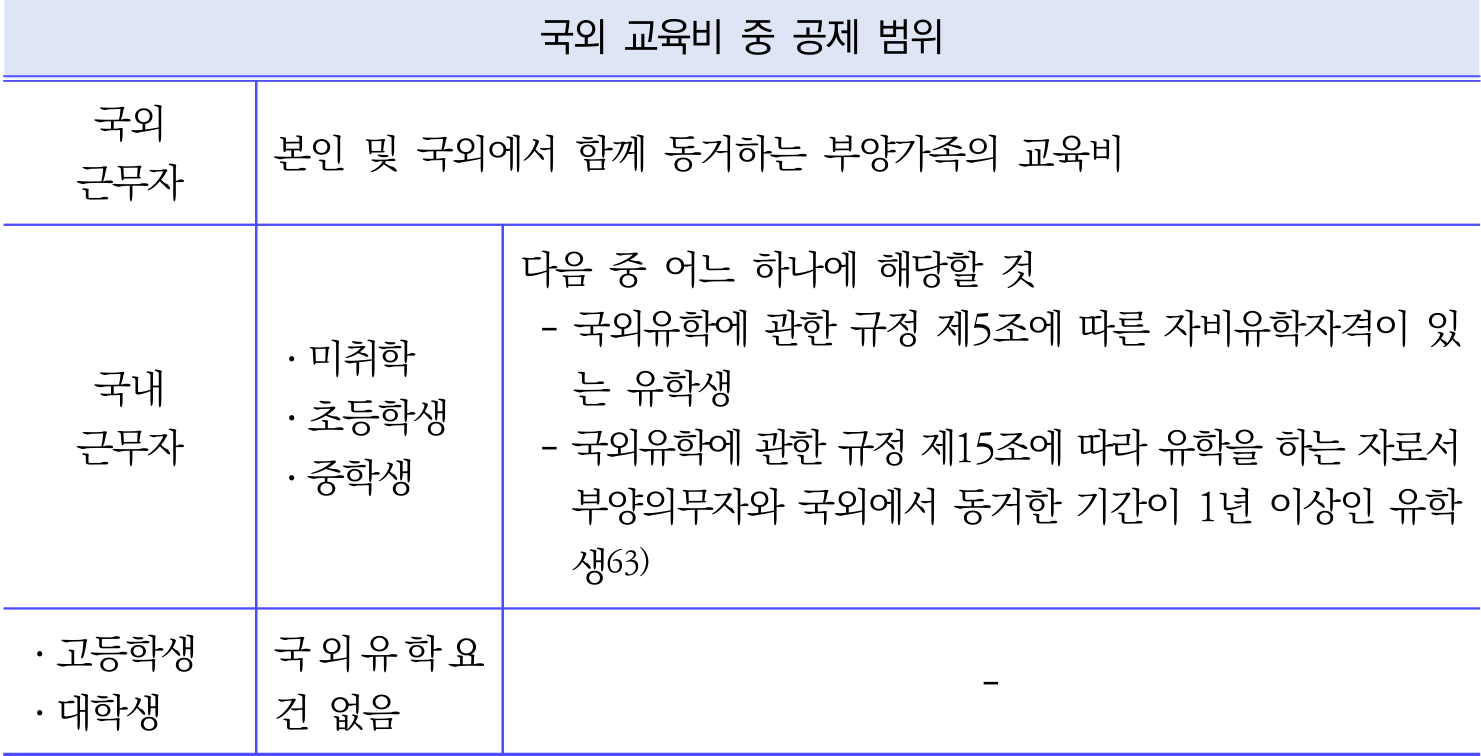 국외 교육비 중 공제 범위
국외
근무자
본인 및 국외에서 함께 동거하는 부양가족의 교육비
국내
근무자
· 미취학
· 초등학생
· 중학생
다음 중 어느 하나에 해당할 것
- 국외유학에 관한 규정 제5조에 따른 자비유학자격이 있
는 유학생
- 국외유학에 관한 규정 제15조에 따라 유학을 하는 자로서
부양의무자와 국외에서 동거한 기간이 1년 이상인 유학
생63)
· 고등학생
· 대학생
국외유학요
건 없음
-